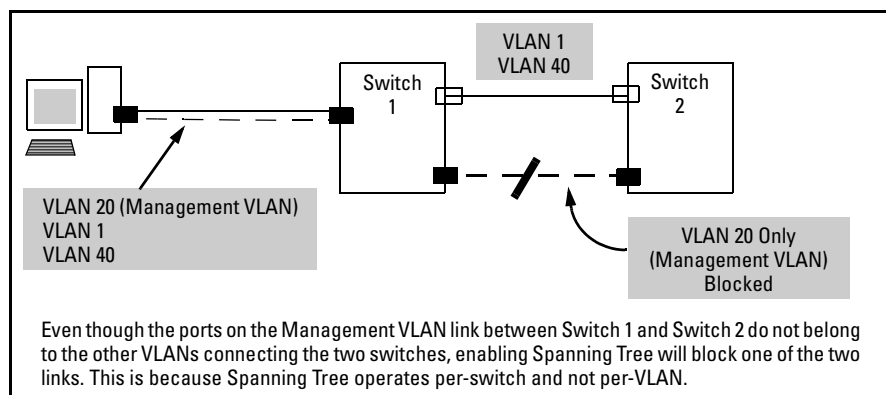 VLAN 1
VLAN 40
Switch
1
Switch
2
VLAN 20 (Management VLAN)
VLAN 1
VLAN 40
VLAN 20 Only
(Management VLAN)
Blocked
Even though the ports on the Management VLAN link between Switch 1 and Switch 2 do not belong
to the other VLANs connecting the two switches, enabling Spanning Tree will block one of the two
links. This is because Spanning Tree operates per-switch and not per-VLAN.